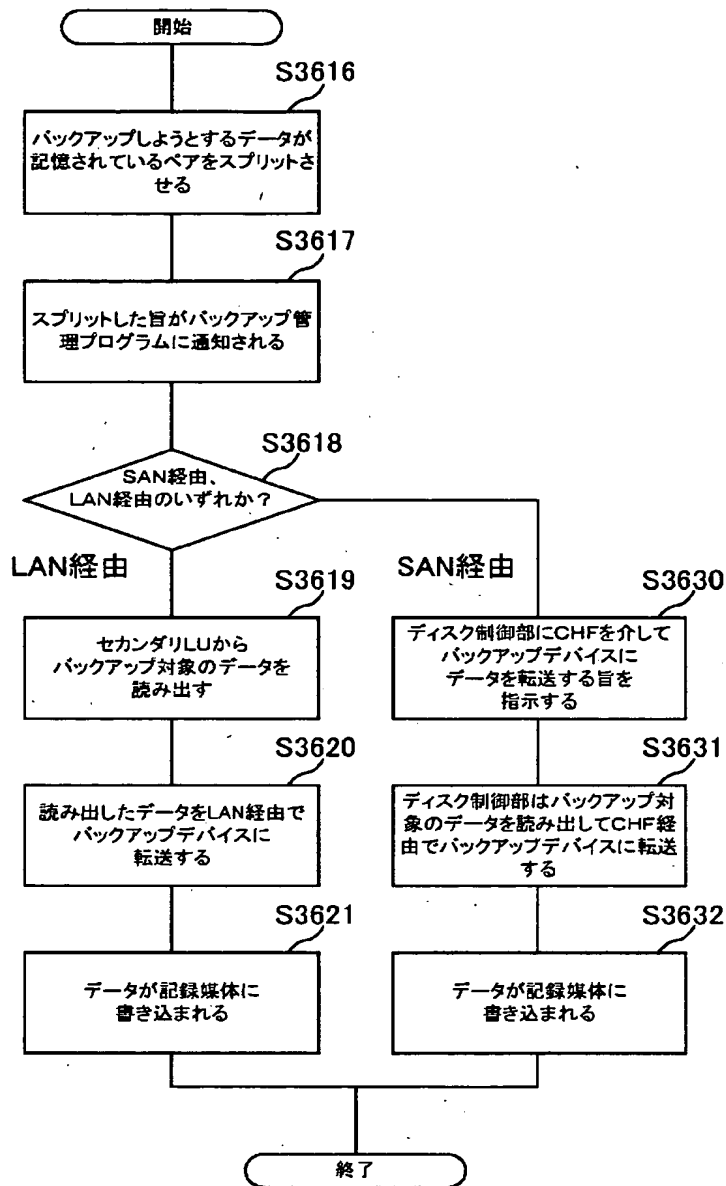 開始
S3616
バックアップしようとするデータが
記憶されているペアをスプリットさ
せる
S3617
スプリットした旨がバックアップ管
理プログラムに通知される
S3618
SAN経由、
LAN経由のいずれか?
LAN経由
SAN経由
S3619
セカンダリLUから
バックアップ対象のデータを
読み出す
S3630
ディスク制御部にCHFを介して
バックアップデバイスに
データを転送する旨を
指示する
S3620
読み出したデータをLAN経由で
バックアップデバイスに
転送する
S3631
ディスク制御部はバックアップ対
象のデータを読み出してCHF経
由でバックアップデバイスに転送
する
S3621
データが記録媒体に
書き込まれる
S3632
データが記録媒体に
書き込まれる
終了